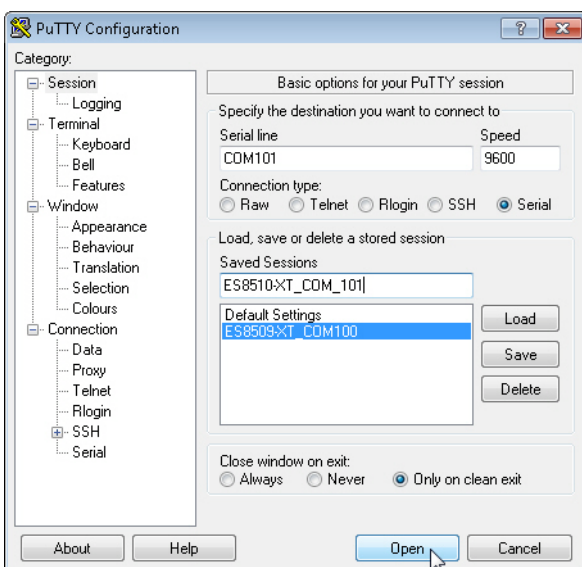 PuTTY Configuration
Category:
Session
Logging
Terminal
Keyboard
Bell
Features
Window
Appearance
Behaviour
Translation
Selection
Colours
Connection
Data
Proxy
Telnet
Rlogin
SSH
Serial
Basic options for your PuTTY session
Specify the destination you want to connect to
Serial line Speed
COM101 9600
Connection type:
Raw Telnet Rlogin SSH Serial
Load, save or delete a stored session
Saved Sessions
ES8510-XT_COM_101
Default Settings
ES8509-XT_COM100
Load
Save
Delete
Close window on exit:
Always Never Only on clean exit
About Help Open Cancel